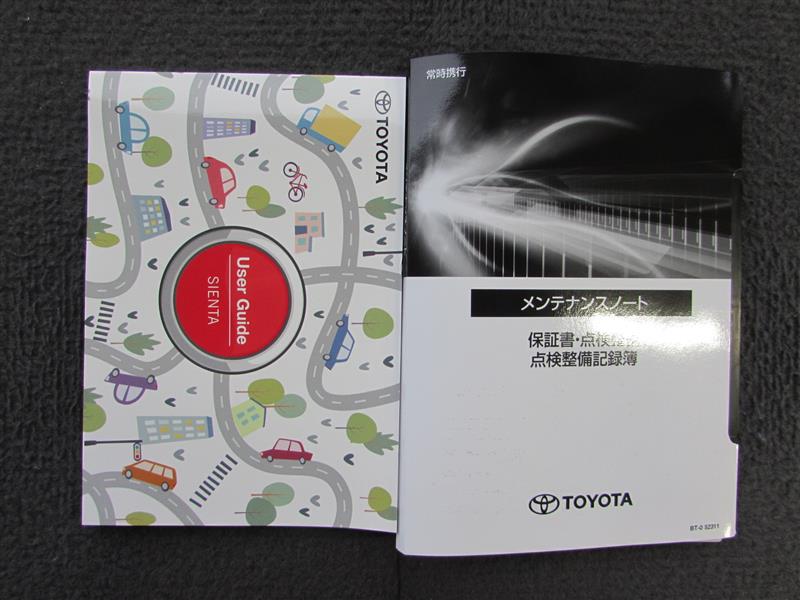 TOYOTA
User Guide
SIENTA
常時携行
メンテナンスノート
保証書・点検整
点検整備記録簿
TOYOTA